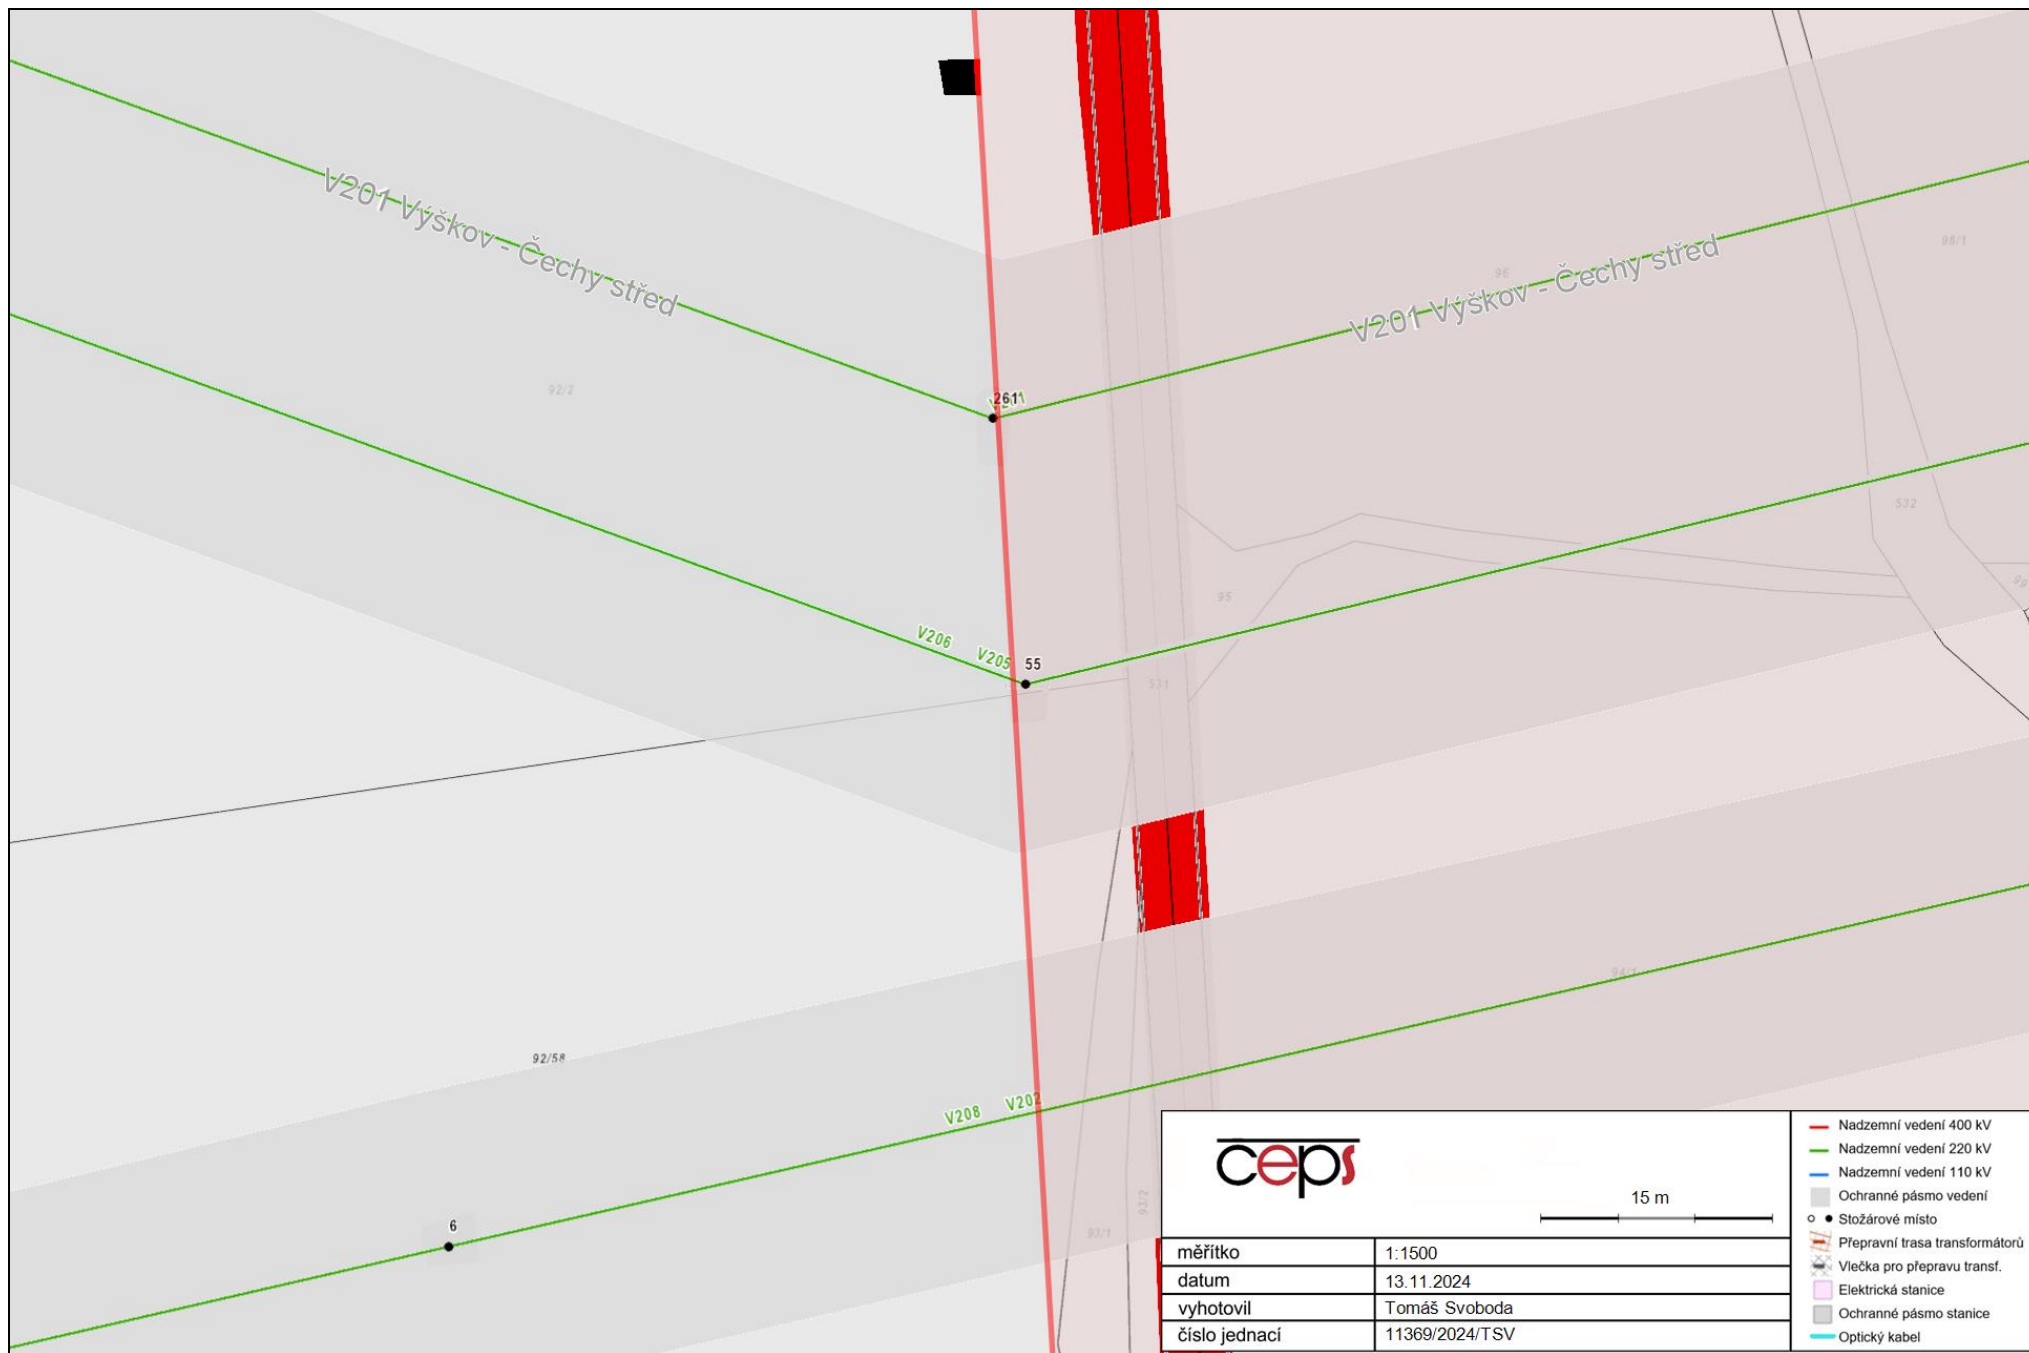 V201 Výškov - Čechy střed
V201 Výškov - Čechy střed
96
98/1
92/2
261
532
95
99
V206
V205
55
531
94/1
92/58
V208
V202
6
93/2
93/1
ceps
15 m
měřítko
1:1500
datum
13.11.2024
vyhotovil
Tomáš Svoboda
číslo jednací
11369/2024/TSV
Nadzemní vedení 400 kV
Nadzemní vedení 220 kV
Nadzemní vedení 110 kV
Ochranné pásmo vedení
Stožárové místo
Přepravní trasa transformátorů
Vlečka pro přepravu transf.
Elektrická stanice
Ochranné pásmo stanice
Optický kabel